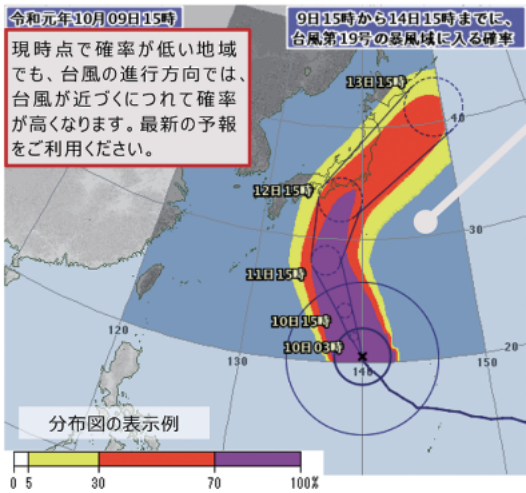 令和元年10月09日15時
9日15時から14日15時までに、
台風第19号の暴風域に入る確率
現時点で確率が低い地域
でも、台風の進行方向では、
台風が近づくにつれて確率
が高くなります。最新の予報
をご利用ください。
13日15時
40
12日15時
30
11日15時
10日15時
10日03時
120
130
140
150
20
分布図の表示例
0 5 30 70 100%